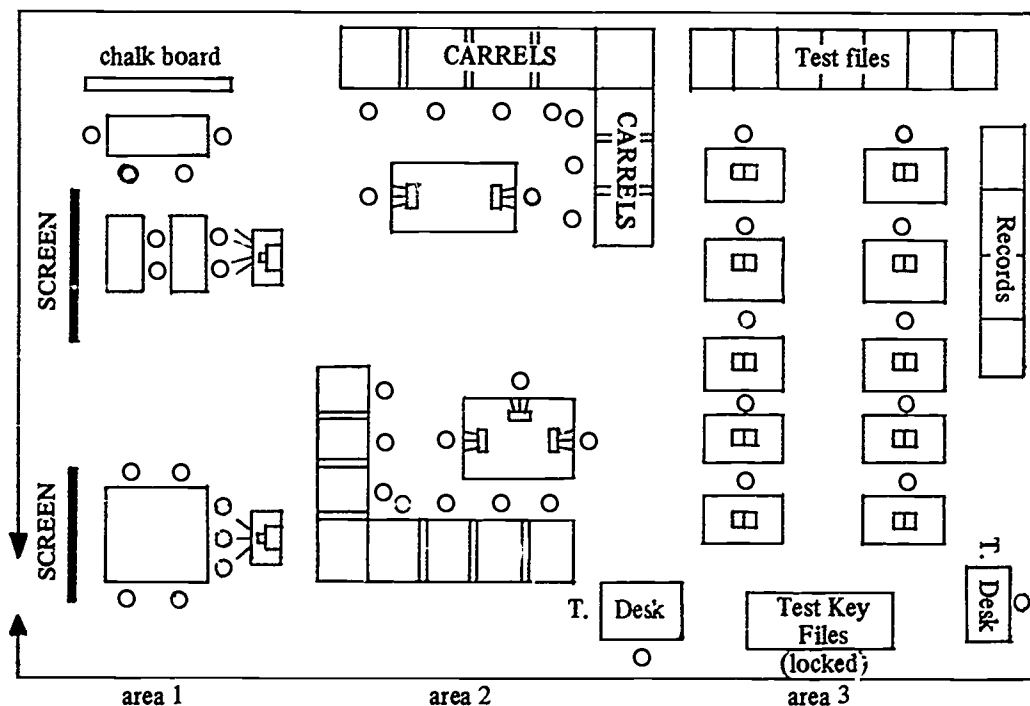 chalk board
CARRELS
Test files
CARRELS
SCREEN
Records
SCREEN
T.
Desk
Test Key
Files
(locked)
T.
Desk
area 1
area 2
area 3